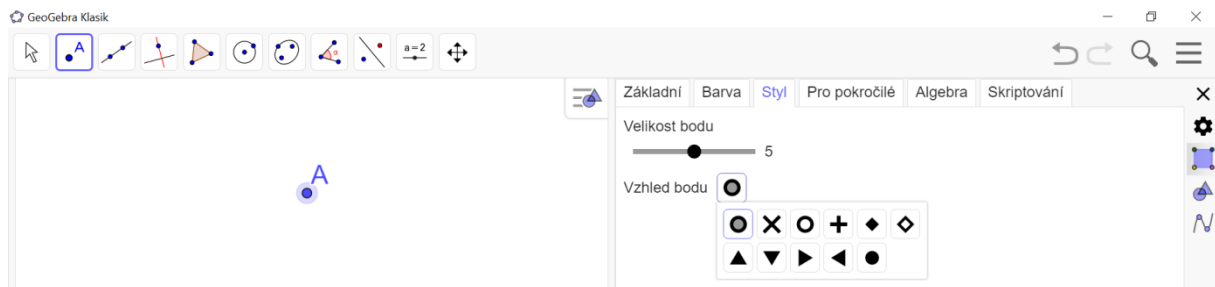 GeoGebra Klasik
A
α
a=2
Základní Barva Styl Pro pokročilé Algebra Skriptování
Velikost bodu
5
Vzhled bodu
A